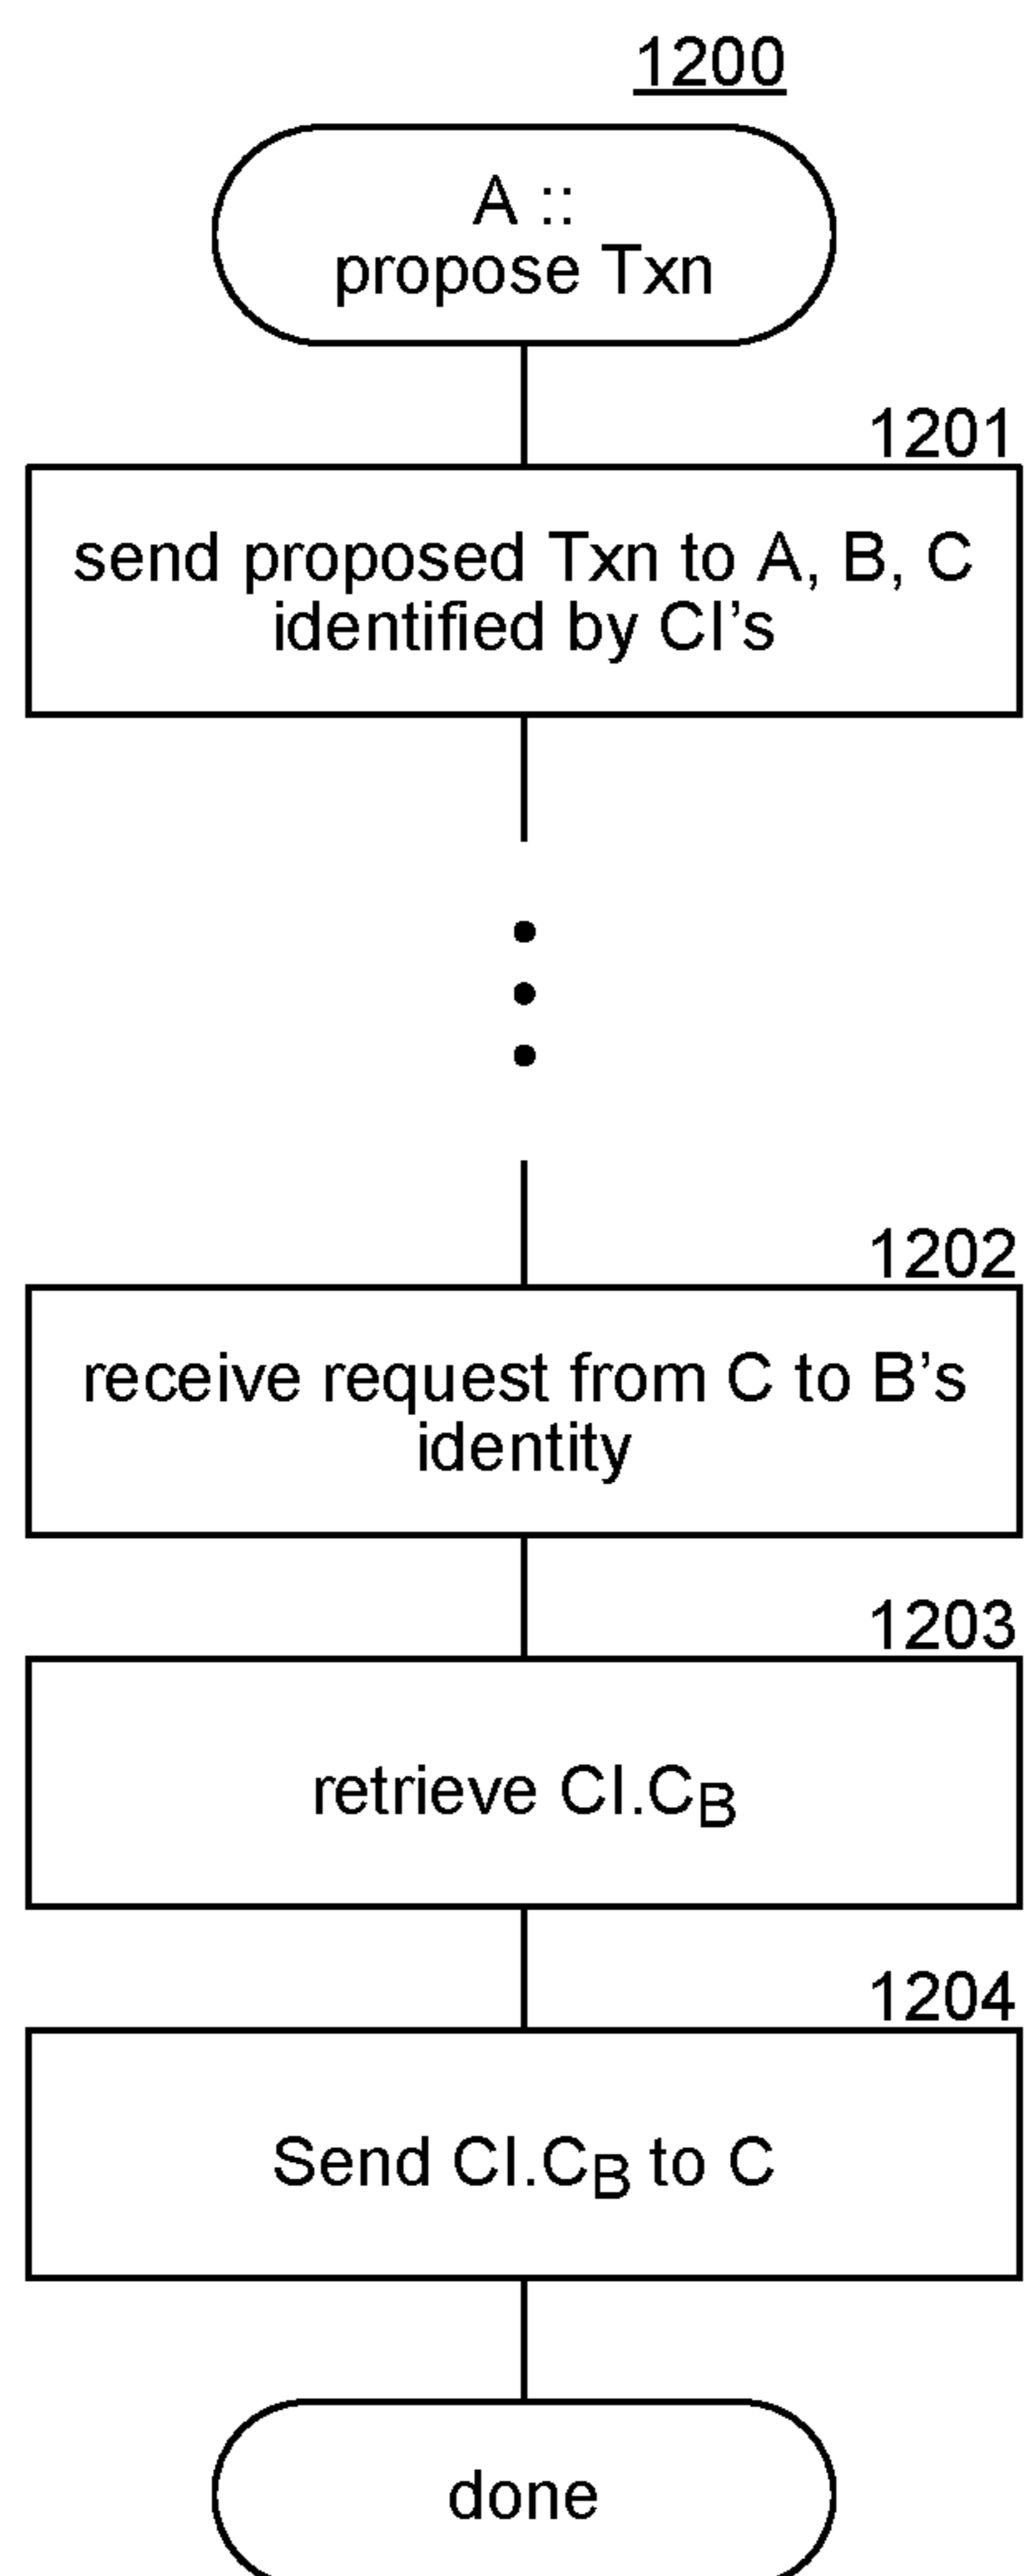 1200
A ::
propose Txn
1201
send proposed Txn to A, B, C
identified by CI’s
1202
receive request from C to B’s
identity
1203
retrieve CI.CB
1204
Send CI.CB to C
done